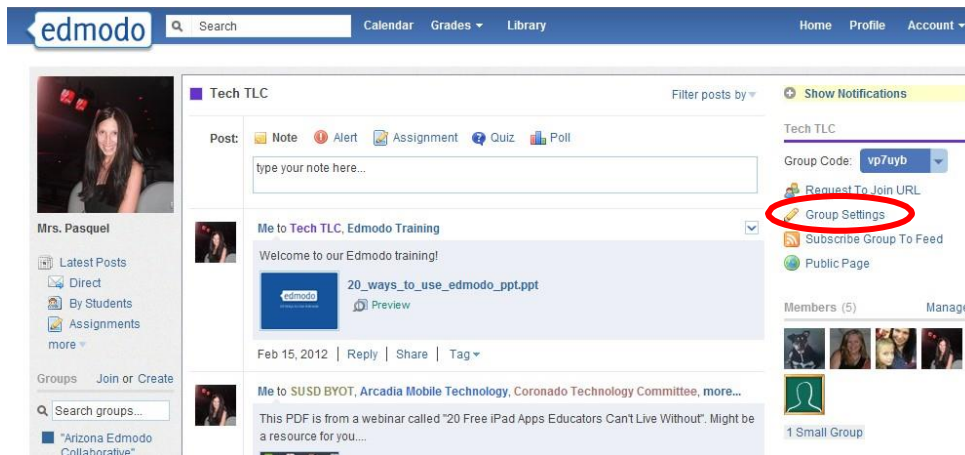 edmodo
Search
Calendar Grades Library
Home Profile Account
Mrs. Pasquel
Latest Posts
Direct
By Students
Assignments
more
Groups Join or Create
Search groups...
"Arizona Edmodo
Collaborative"
Tech TLC
Filter posts by
Post: Note Alert Assignment Quiz Poll
type your note here...
Me to Tech TLC, Edmodo Training
Welcome to our Edmodo training!
edmodo
20_ways_to_use_edmodo_ppt.ppt
Preview
Feb 15, 2012 | Reply | Share | Tag
Me to SUSD BYOT, Arcadia Mobile Technology, Coronado Technology Committee, more...
This PDF is from a webinar called "20 Free iPad Apps Educators Can't Live Without". Might be
a resource for you....
Show Notifications
Tech TLC
Group Code: vp7uyb
Request To Join URL
Group Settings
Subscribe Group To Feed
Public Page
Members (5) Manage
1 Small Group